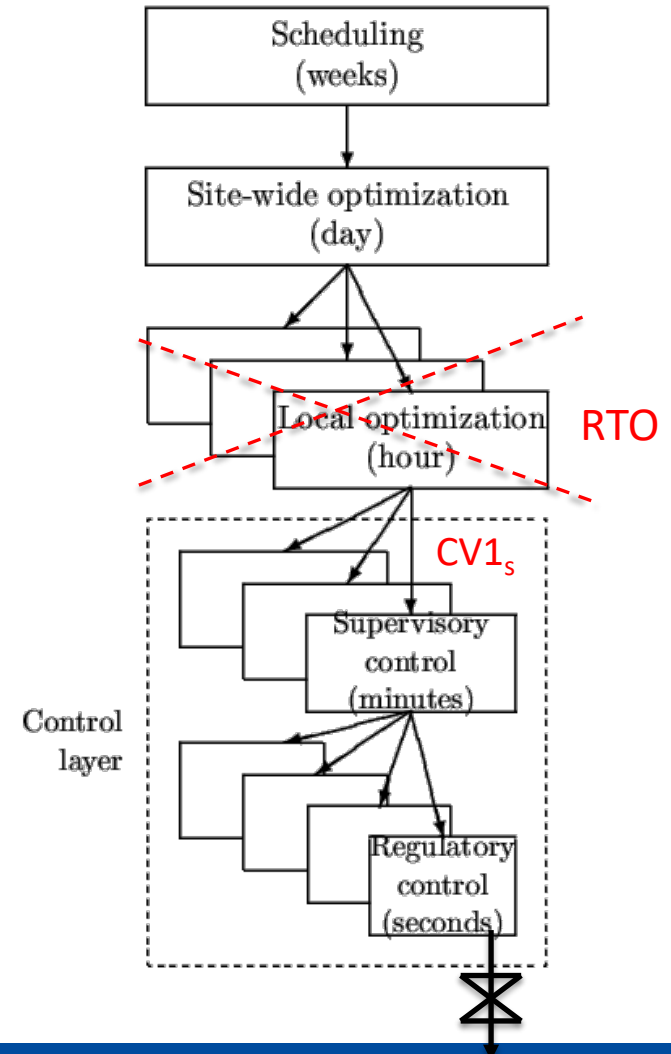 Scheduling
(weeks)
Site-wide optimization
(day)
Local optimization
(hour)
RTO
CV1ₛ
Supervisory
control
(minutes)
Control
layer
Regulatory
control
(seconds)